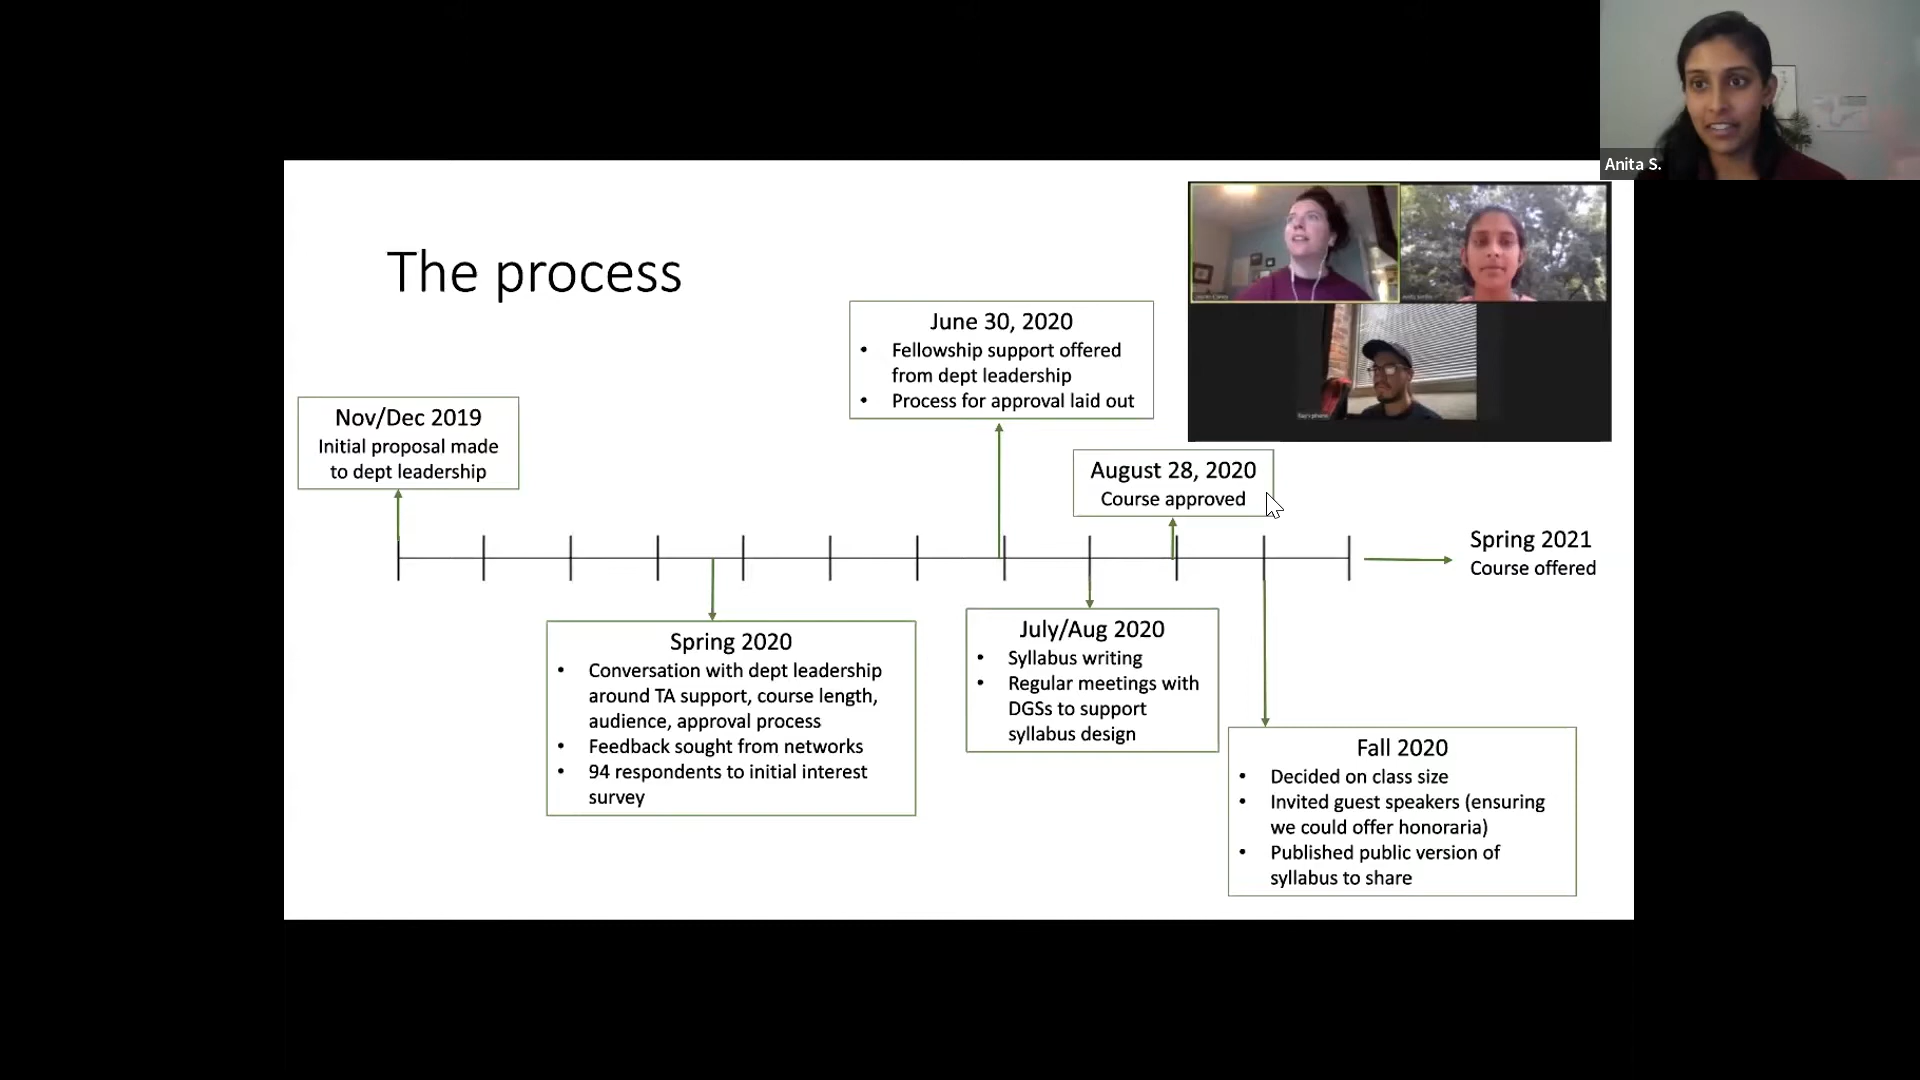 Anita S.
The process
June 30, 2020
• Fellowship support offered
from dept leadership
• Process for approval laid out
Nov/Dec 2019
Initial proposal made
to dept leadership
August 28, 2020
Course approved
Spring 2021
Course offered
Spring 2020
• Conversation with dept leadership
around TA support, course length,
audience, approval process
• Feedback sought from networks
• 94 respondents to initial interest
survey
July/Aug 2020
• Syllabus writing
• Regular meetings with
DGSs to support
syllabus design
Fall 2020
• Decided on class size
• Invited guest speakers (ensuring
we could offer honoraria)
• Published public version of
syllabus to share